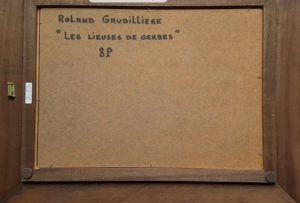 Roland Gaudilliere
"Les lieuses de gerbes"
8P